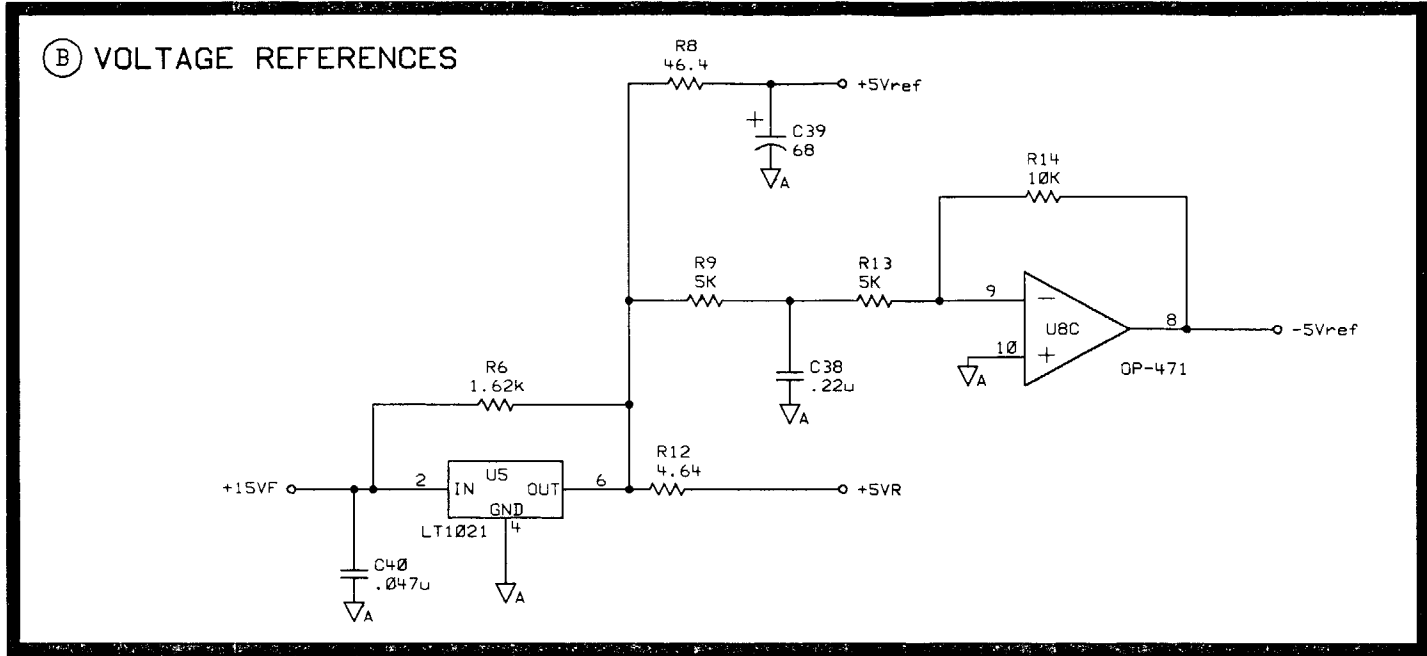 B VOLTAGE REFERENCES
R8
46.4
+5Vref
+
C39
68
A
R14
10K
R9
5K
R13
5K
9
-
U8C
8
-5Vref
10
+
A
OP-471
C38
.22u
A
R6
1.62k
R12
4.64
+15VF
2
IN
U5
OUT
6
+5VR
GND
4
LT1021
C40
.047u
A
A